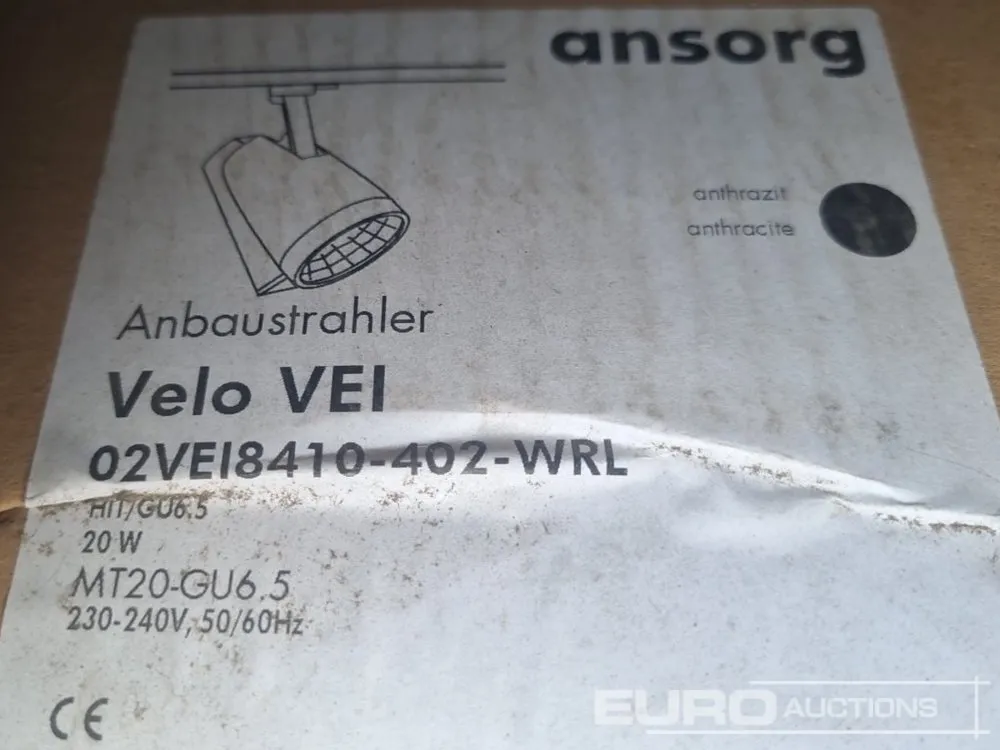 ansorg
anthrazit
anthracite
Anbaustrahler
Velo VEI
02VEI8410-402-WRL
HIT/GU6.5
20 W
MT20-GU6.5
230-240V, 50/60Hz
CE
EURO AUCTIONS